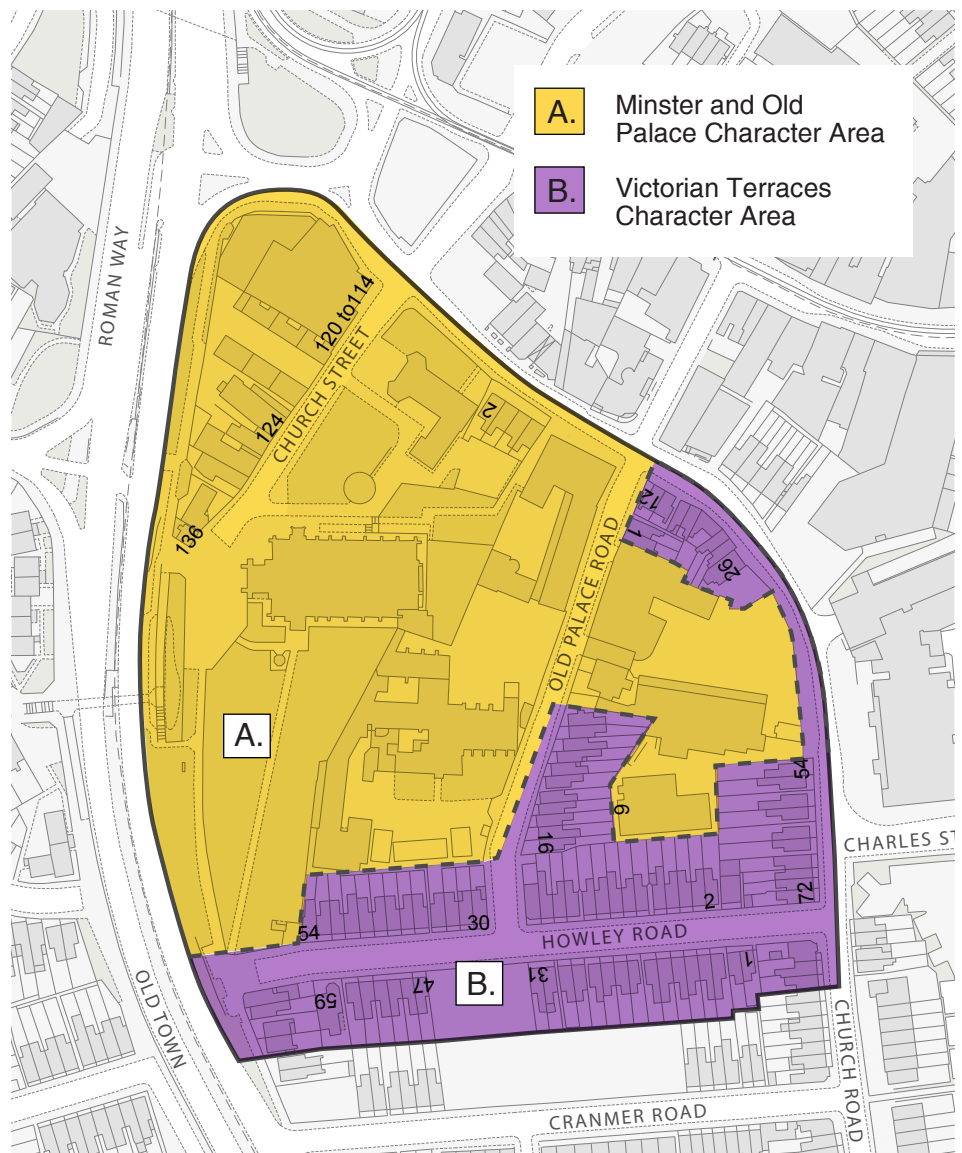 A.
Minster and Old
Palace Character Area
B.
Victorian Terraces
Character Area
ROMAN WAY
120 to114
CHURCH STREET
124
2
136
12
1
26
OLD PALACE ROAD
A.
54
9
16
CHARLES ST
2
72
54
30
HOWLEY ROAD
B.
59
47
31
1
OLD TOWN
CHURCH ROAD
CRANMER ROAD